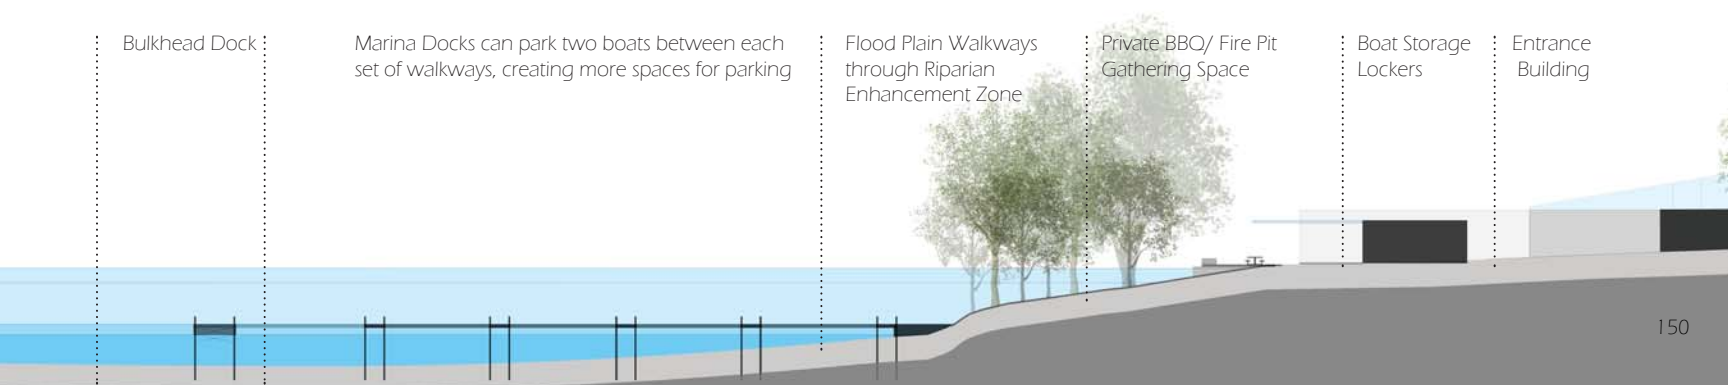 Bulkhead Dock
Marina Docks can park two boats between each
set of walkways, creating more spaces for parking
Flood Plain Walkways
through Riparian
Enhancement Zone
Private BBQ/ Fire Pit
Gathering Space
Boat Storage
Lockers
Entrance
Building
150